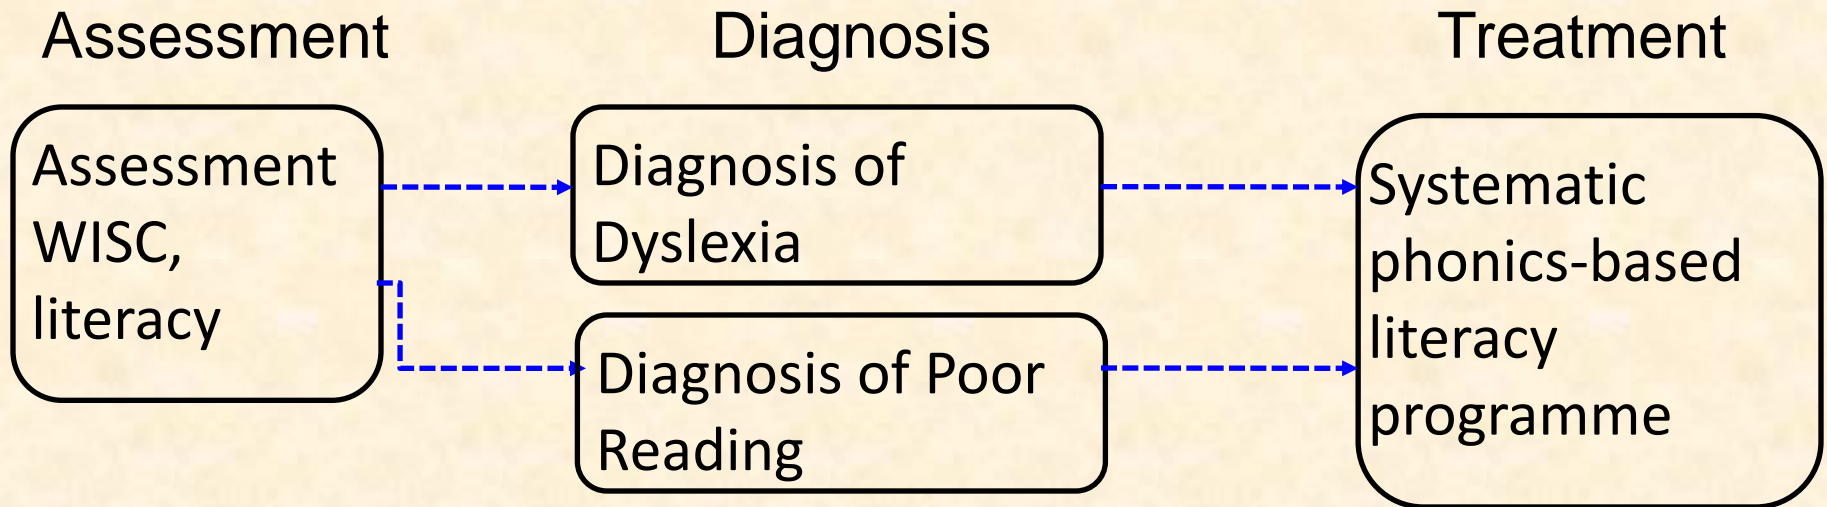 Assessment
Diagnosis
Treatment
Assessment
WISC,
literacy
Diagnosis of
Dyslexia
Diagnosis of Poor
Reading
Systematic
phonics-based
literacy
programme